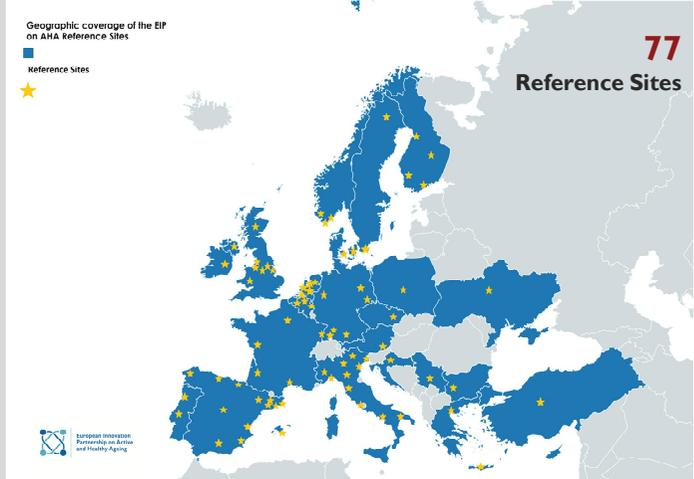 Geographic coverage of the EIP
on AHA Reference Sites
Reference Sites
77
Reference Sites
European Innovation
Partnership on Active
and Healthy Ageing